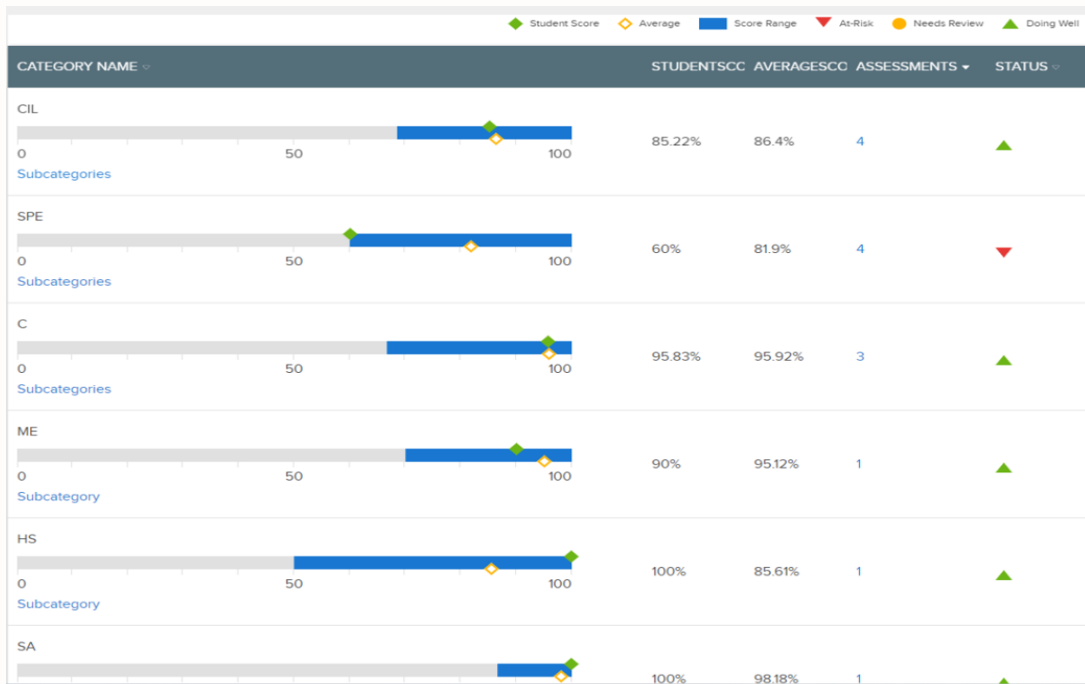 Student Score Average Score Range At-Risk Needs Review Doing Well
CATEGORY NAME STUDENTSCC AVERAGESCC ASSESSMENTS STATUS
CIL
85.22% 86.4% 4
0 50 100
Subcategories
SPE
60% 81.9% 4
0 50 100
Subcategories
C
95.83% 95.92% 3
0 50 100
Subcategories
ME
90% 95.12% 1
0 50 100
Subcategory
HS
100% 85.61% 1
0 50 100
Subcategory
SA
100% 98.18% 1